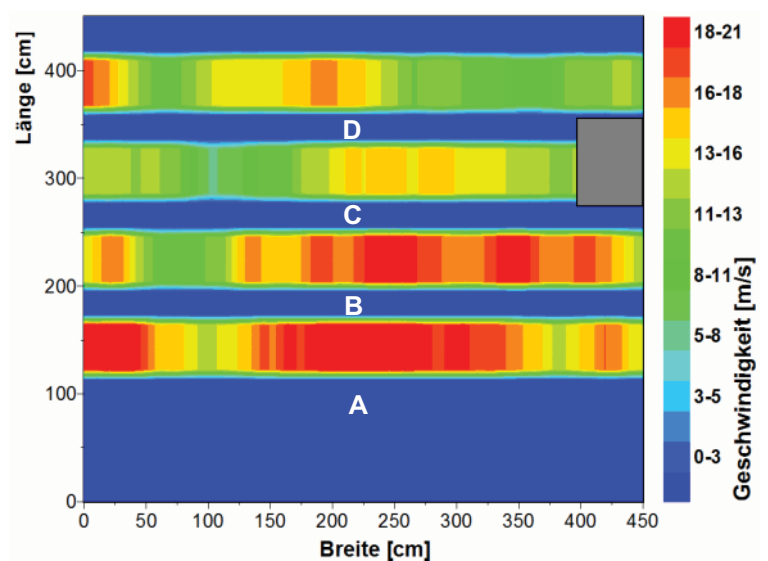 Länge [cm]
400
300
200
100
0
D
C
B
A
0 50 100 150 200 250 300 350 400 450
Breite [cm]
18-21
16-18
13-16
11-13
8-11
5-8
3-5
0-3
Geschwindigkeit [m/s]